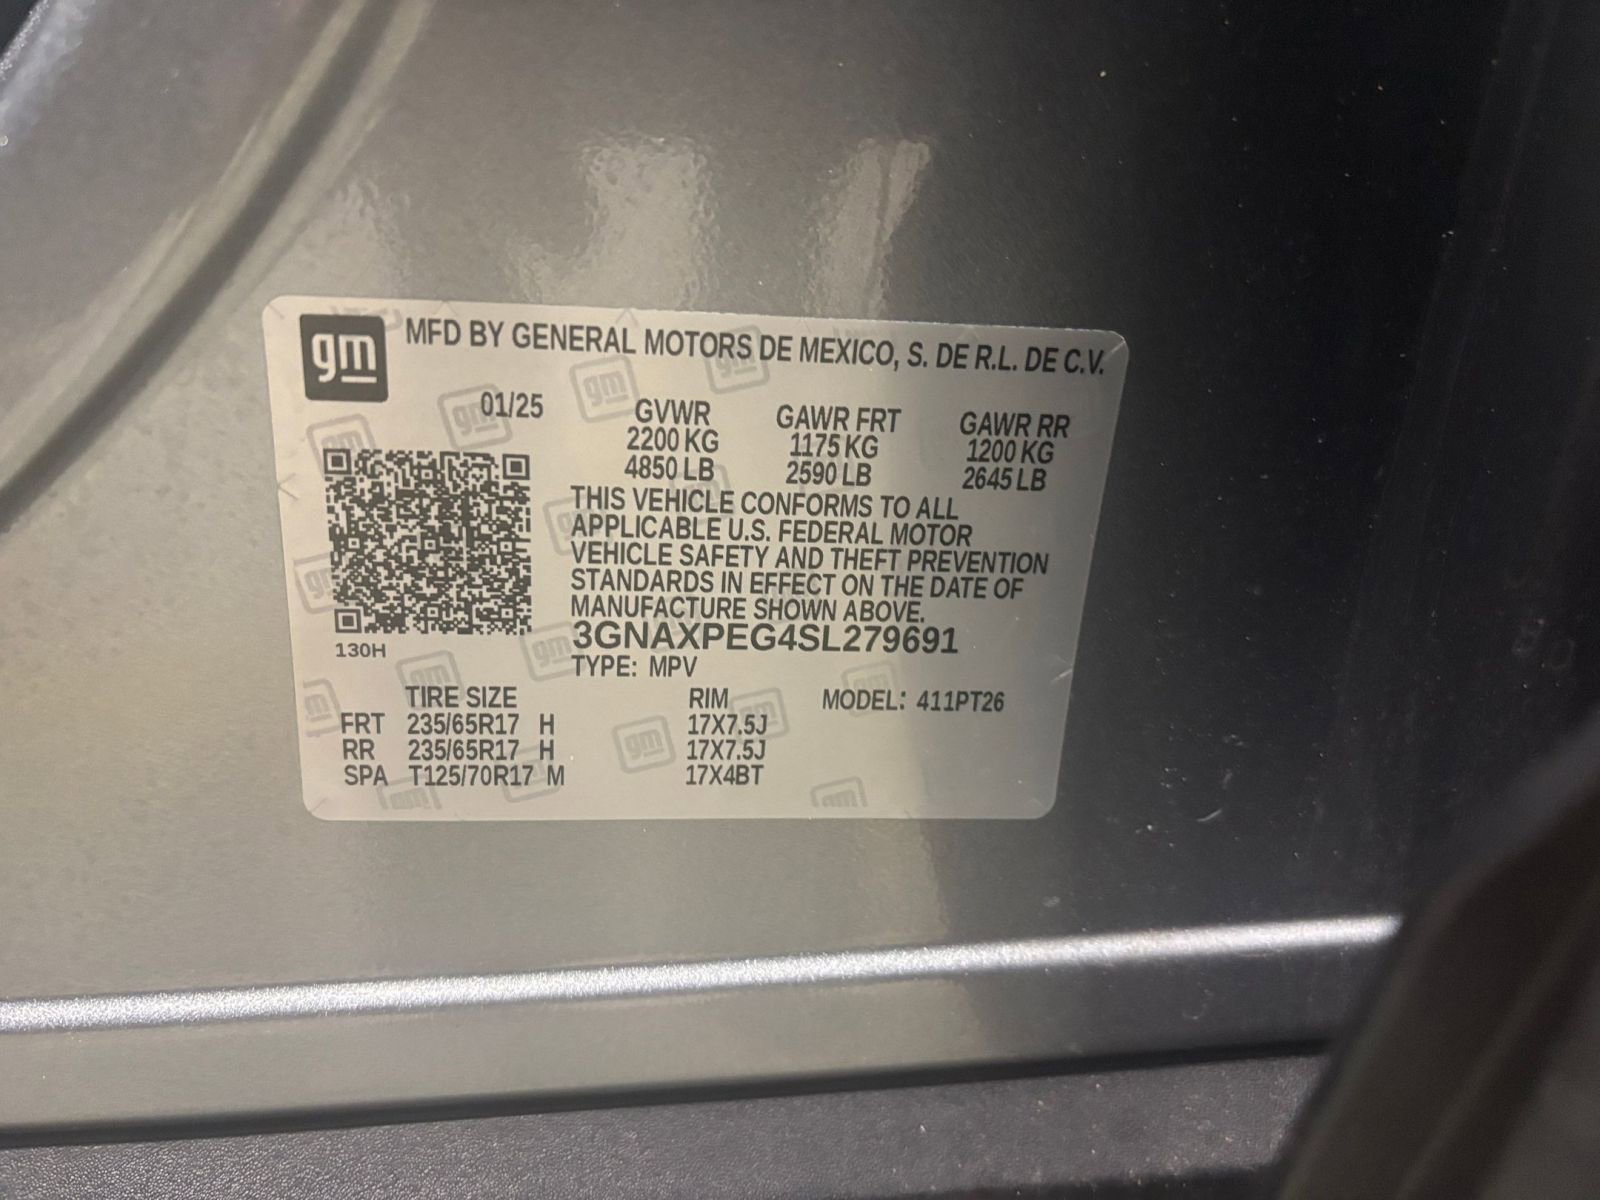 gm MFD BY GENERAL MOTORS DE MEXICO, S. DE R.L. DE C.V.
01/25
GVWR GAWR FRT GAWR RR
2200 KG 1175 KG 1200 KG
4850 LB 2590 LB 2645 LB
THIS VEHICLE CONFORMS TO ALL
APPLICABLE U.S. FEDERAL MOTOR
VEHICLE SAFETY AND THEFT PREVENTION
STANDARDS IN EFFECT ON THE DATE OF
MANUFACTURE SHOWN ABOVE.
3GNAXPEG4SL279691
130H
TYPE: MPV
TIRE SIZE RIM MODEL: 411PT26
FRT 235/65R17 H 17X7.5J
RR 235/65R17 H 17X7.5J
SPA T125/70R17 M 17X4BT